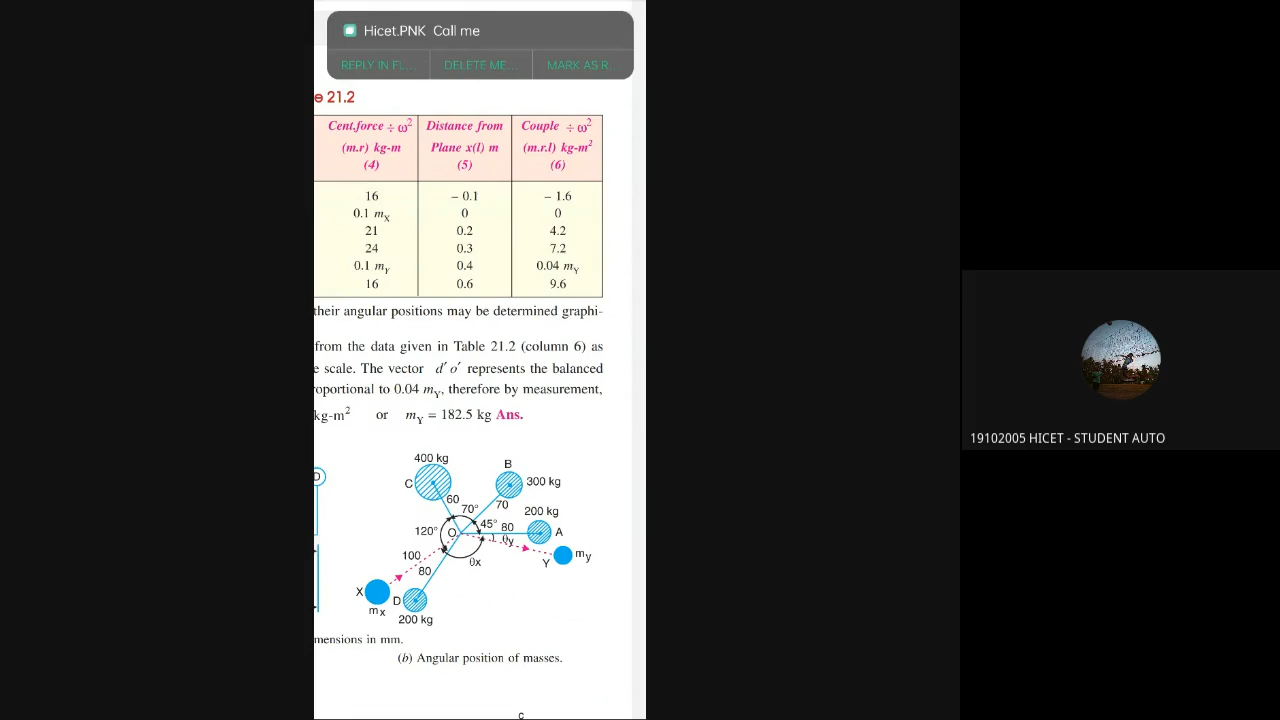 Hicet.PNK Call me
REPLY IN FL... DELETE ME... MARK AS R...
e 21.2
Cent.force ÷ ω² Distance from Couple ÷ ω²
(m.r) kg-m Plane x(l) m (m.r.l) kg-m²
(4) (5) (6)
16 – 0.1 – 1.6
0.1 mX 0 0
21 0.2 4.2
24 0.3 7.2
0.1 mY 0.4 0.04 mY
16 0.6 9.6
their angular positions may be determined graphi-
from the data given in Table 21.2 (column 6) as
e scale. The vector d′o′ represents the balanced
roportional to 0.04 mY, therefore by measurement,
kg-m² or mY = 182.5 kg Ans.
400 kg
B
C
300 kg
D
60
70
70°
200 kg
45°
80
120°
O
A
θy
100
my
Y
θx
80
X
D
mx
200 kg
mensions in mm.
(b) Angular position of masses.
c
19102005 HICET - STUDENT AUTO